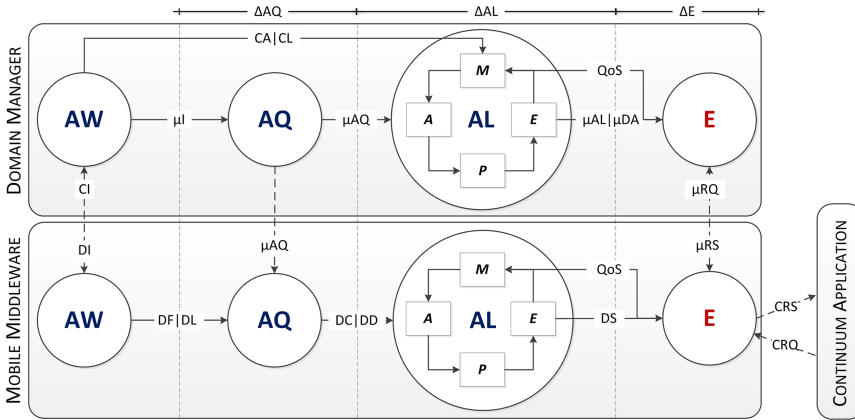 ΔAQ ΔAL ΔE
DOMAIN MANAGER
CA|CL
M
QoS
AW μI AQ μAQ A AL E μAL|μDA E
P
CI μRQ
MOBILE MIDDLEWARE
DI μAQ μRS
M
QoS
AW DF|DL AQ DC|DD A AL E DS E
P
CRS
CRQ
CONTINUUM APPLICATION